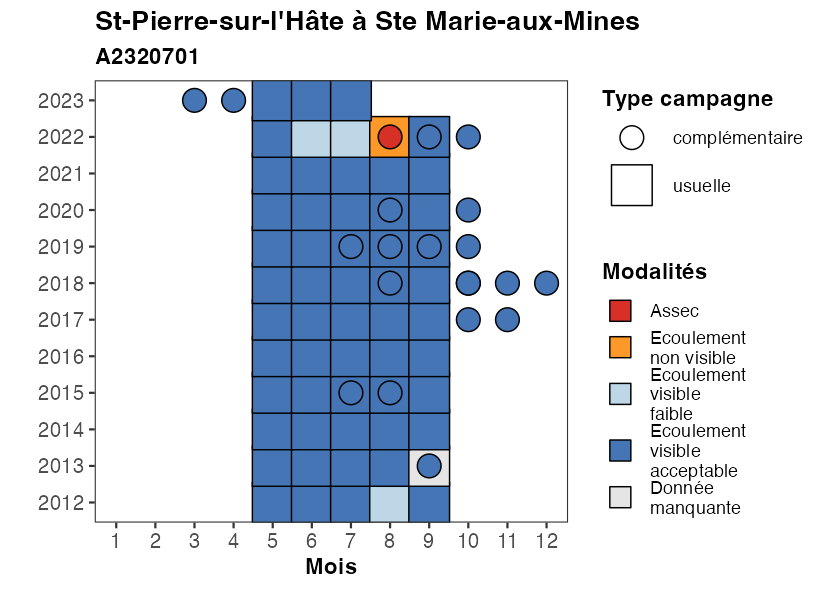 St-Pierre-sur-l'Hâte à Ste Marie-aux-Mines
A2320701
2023
2022
2021
2020
2019
2018
2017
2016
2015
2014
2013
2012
1 2 3 4 5 6 7 8 9 10 11 12
Mois
Type campagne
complémentaire
usuelle
Modalités
Assec
Ecoulement
non visible
Ecoulement
visible
faible
Ecoulement
visible
acceptable
Donnée
manquante